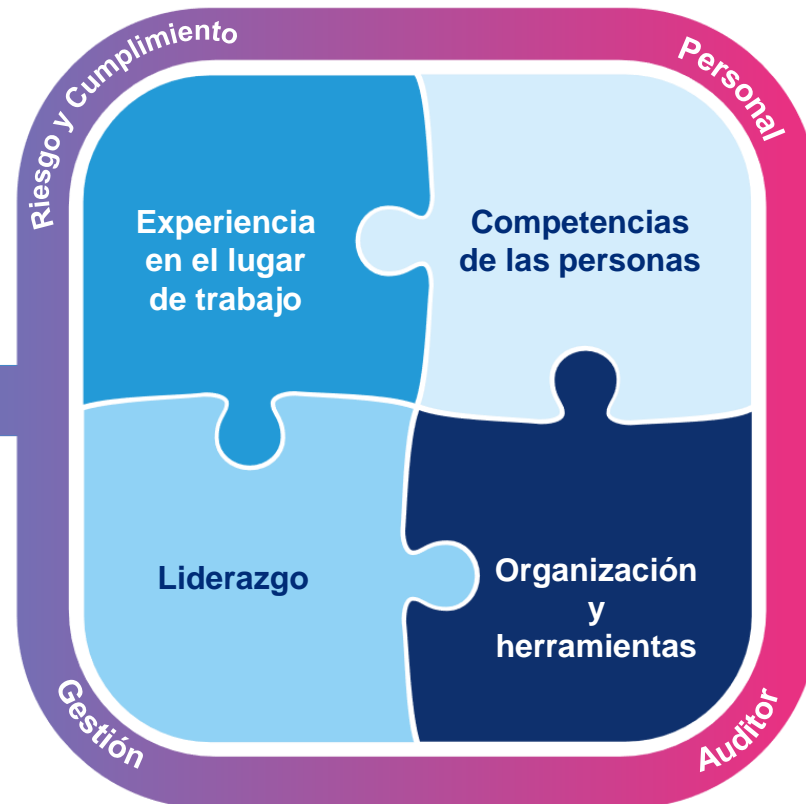 Riesgo y Cumplimiento
Personal
Experiencia
en el lugar
de trabajo
Competencias
de las personas
Liderazgo
Organización
y
herramientas
Gestión
Auditor